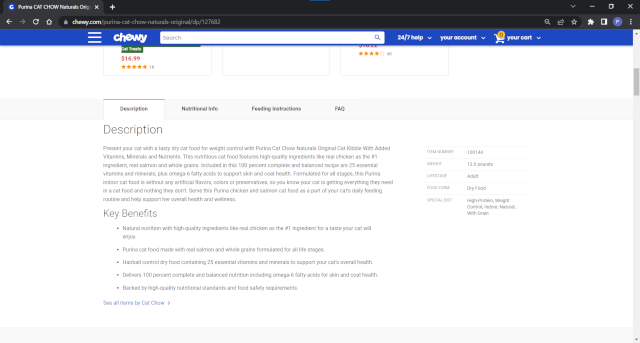 Purina CAT CHOW Naturals Orig
chewy.com/purina-cat-chow-naturals-original/dp/127682
chewy
Search
24/7 help
your account
0
your cart
Cat Treats
$16.99
Description
Nutritional Info
Feeding Instructions
FAQ
Description
Present your cat with a tasty dry cat food for weight control with Purina Cat Chow Naturals Original Cat Kibble With Added
Vitamins, Minerals and Nutrients. This nutritious cat food features high-quality ingredients like real chicken as the #1
ingredient, real salmon and whole grains. Included in this 100 percent complete and balanced recipe are 25 essential
vitamins and minerals, plus omega-6 fatty acids to support skin and coat health. Formulated for all stages, this Purina
indoor cat food is without any artificial flavors, colors or preservatives, so you know your cat is getting everything they need
in a cat food and nothing they don't. Serve this Purina chicken and salmon cat food as a part of your cat's daily feeding
routine and help support her overall health and wellness.
Key Benefits
• Natural nutrition with high-quality ingredients like real chicken as the #1 ingredient for a taste your cat will
enjoy.
• Purina cat food made with real salmon and whole grains formulated for all life stages.
• Hairball control dry food containing 25 essential vitamins and minerals to support your cat's overall health.
• Delivers 100 percent complete and balanced nutrition including omega-6 fatty acids for skin and coat health.
• Backed by high-quality nutritional standards and food safety requirements.
See all items by Cat Chow
ITEM NUMBER 109144
WEIGHT 13.0 pounds
LIFESTAGE Adult
FOOD FORM Dry Food
SPECIAL DIET High-Protein, Weight
Control, Indoor, Natural,
With Grain